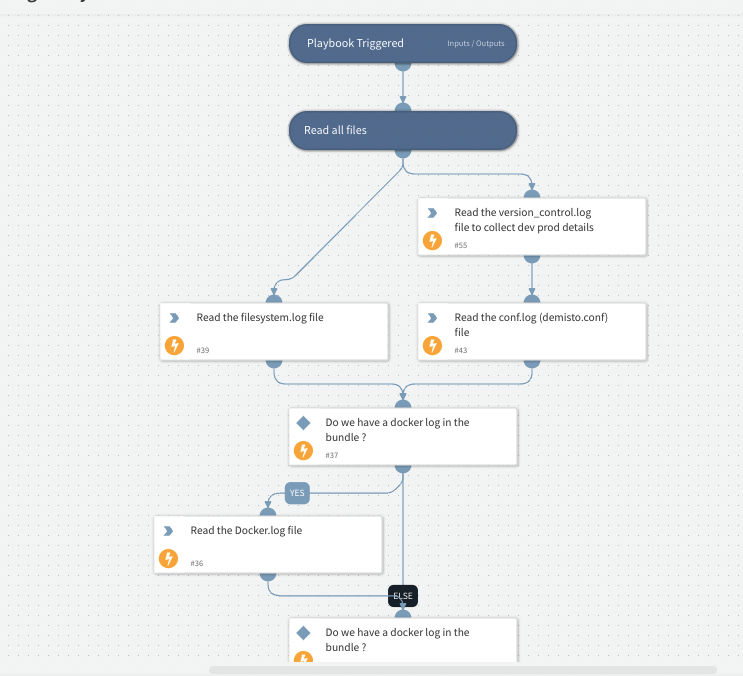 Playbook Triggered
Inputs / Outputs
Read all files
Read the version_control.log
file to collect dev prod details
#55
Read the filesystem.log file
#39
Read the conf.log (demisto.conf)
file
#43
Do we have a docker log in the
bundle ?
#37
YES
Read the Docker.log file
#36
ELSE
Do we have a docker log in the
bundle ?